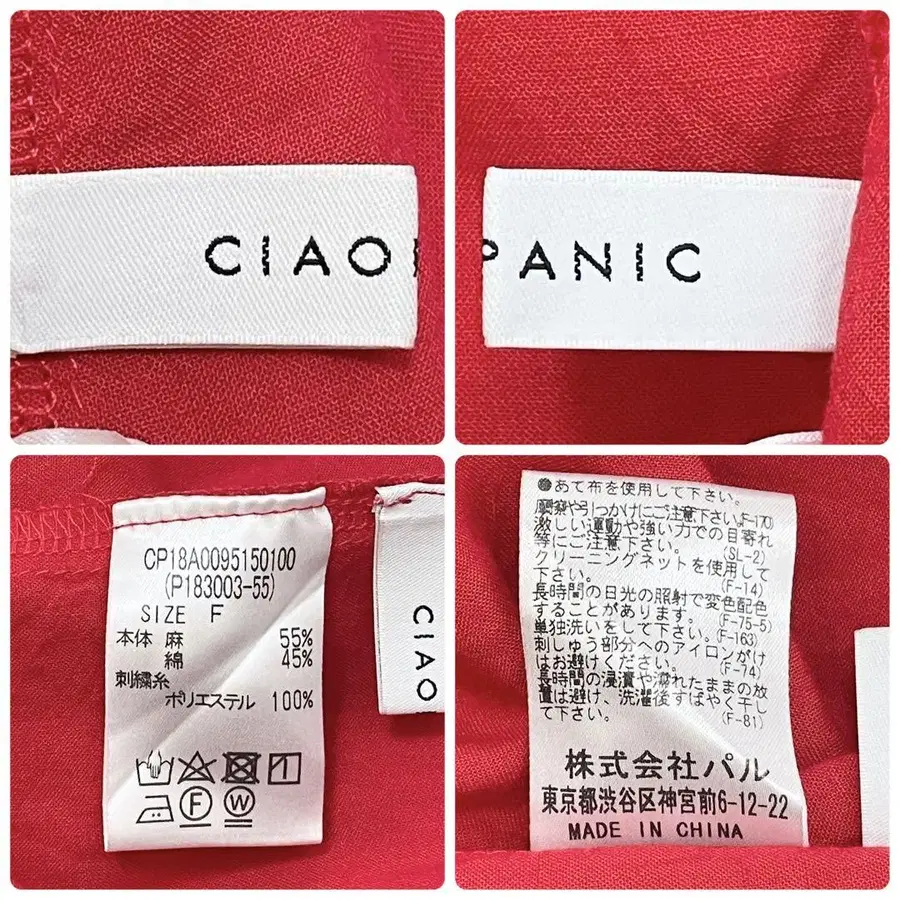 CIAO
PANIC
CP18A0095150100
(P183003-55)
SIZE F
本体 麻 55%
綿 45%
刺繍糸
ポリエステル 100%
F W
CIAO
●あて布を使用して下さい。
摩擦や引っかけにご注意下さい。(F-170)
激しい運動や強い力での目寄れ
等にご注意下さい。 (SL-2)
クリーニングネットを使用して
下さい。 (F-14)
長時間の日光の照射で変色配色
することがあります。(F-75-5)
単独洗いをして下さい。(F-163)
刺しゅう部分へのアイロンがけ
はお避けください。 (F-74)
長時間の浸漬や濡れたままの放
置は避け、洗濯後すばやく干し
て下さい。 (F-81)
株式会社パル
東京都渋谷区神宮前6-12-22
MADE IN CHINA